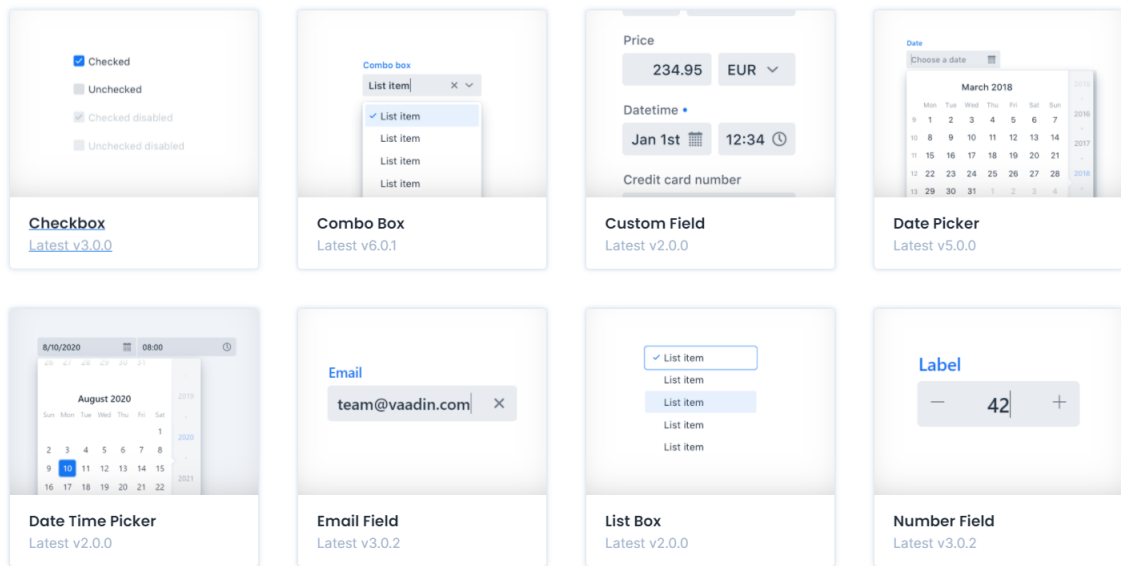 Checked
Unchecked
Checked disabled
Unchecked disabled
Checkbox
Latest v3.0.0
Combo box
List item
List item
List item
List item
List item
Combo Box
Latest v6.0.1
Price
234.95 EUR
Datetime •
Jan 1st 12:34
Credit card number
Custom Field
Latest v2.0.0
Date
Choose a date
March 2018
2015
Mon Tue Wed Thu Fri Sat Sun
9 1 2 3 4 5 6 7
2016
10 8 9 10 11 12 13 14
2017
11 15 16 17 18 19 20 21
12 22 23 24 25 26 27 28
2018
13 29 30 31 1 2 3 4
Date Picker
Latest v5.0.0
8/10/2020 08:00
26 27 28 29 30 31
August 2020
2019
Sun Mon Tue Wed Thu Fri Sat
1
2020
2 3 4 5 6 7 8
9 10 11 12 13 14 15
2021
16 17 18 19 20 21 22
Date Time Picker
Latest v2.0.0
Email
team@vaadin.com
Email Field
Latest v3.0.2
List item
List item
List item
List item
List item
List Box
Latest v2.0.0
Label
42
Number Field
Latest v3.0.2